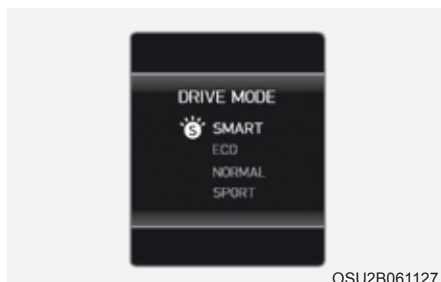 DRIVE MODE
S SMART
ECO
NORMAL
SPORT
OSU2B061127